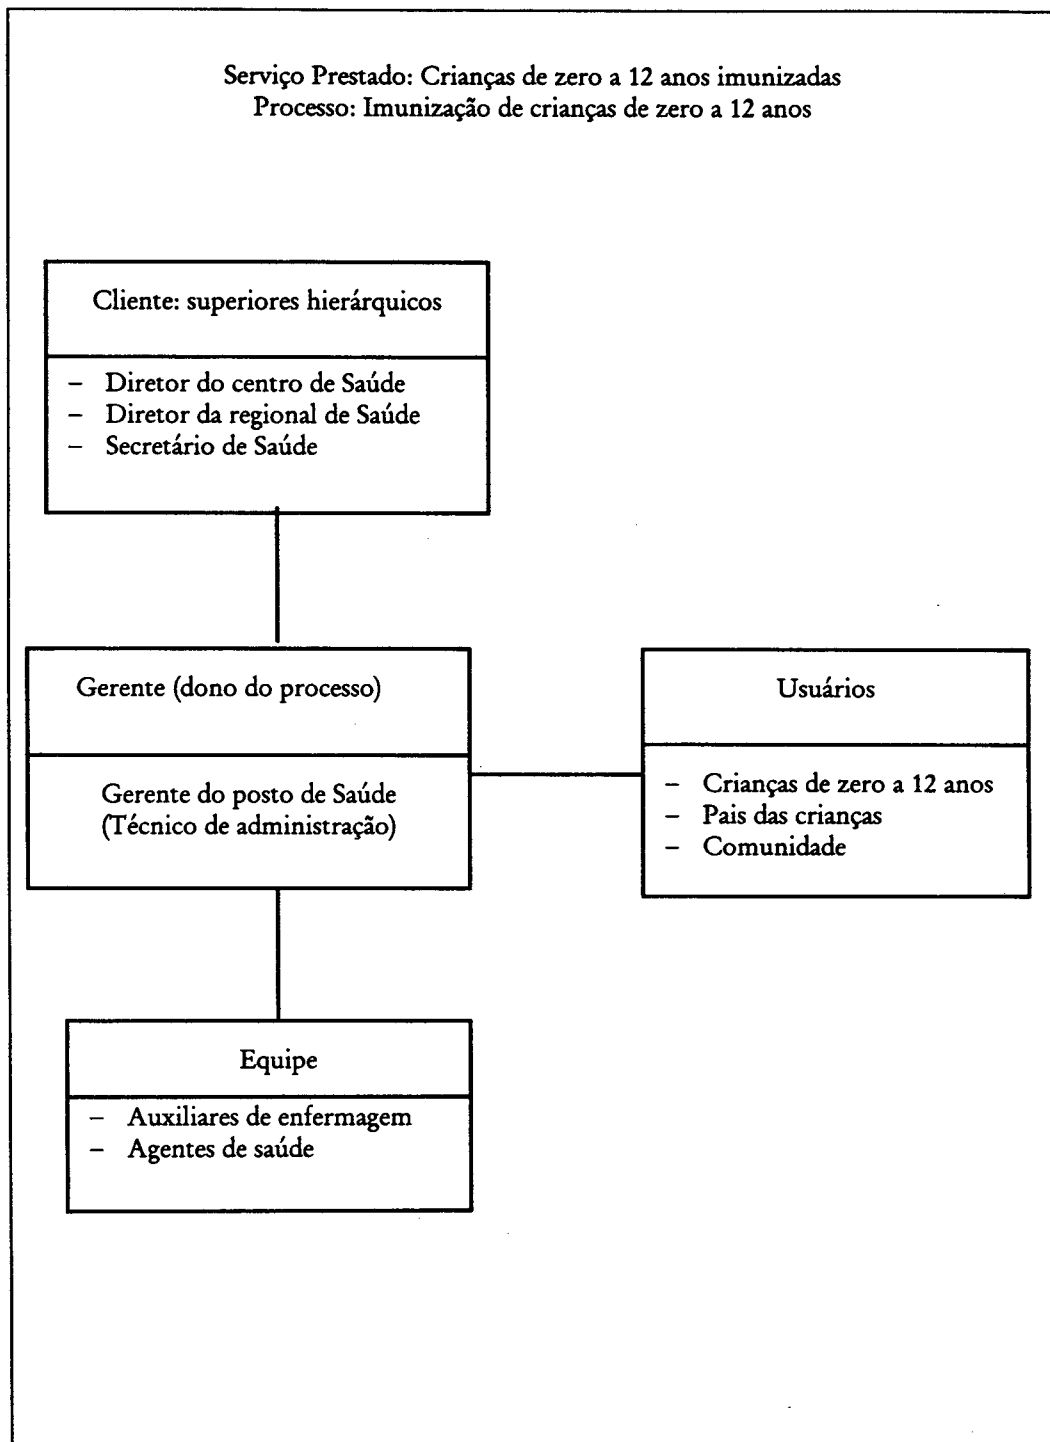 Serviço Prestado: Crianças de zero a 12 anos imunizadas
Processo: Imunização de crianças de zero a 12 anos
Cliente: superiores hierárquicos
– Diretor do centro de Saúde
– Diretor da regional de Saúde
– Secretário de Saúde
Gerente (dono do processo)
Gerente do posto de Saúde
(Técnico de administração)
Usuários
– Crianças de zero a 12 anos
– Pais das crianças
– Comunidade
Equipe
– Auxiliares de enfermagem
– Agentes de saúde